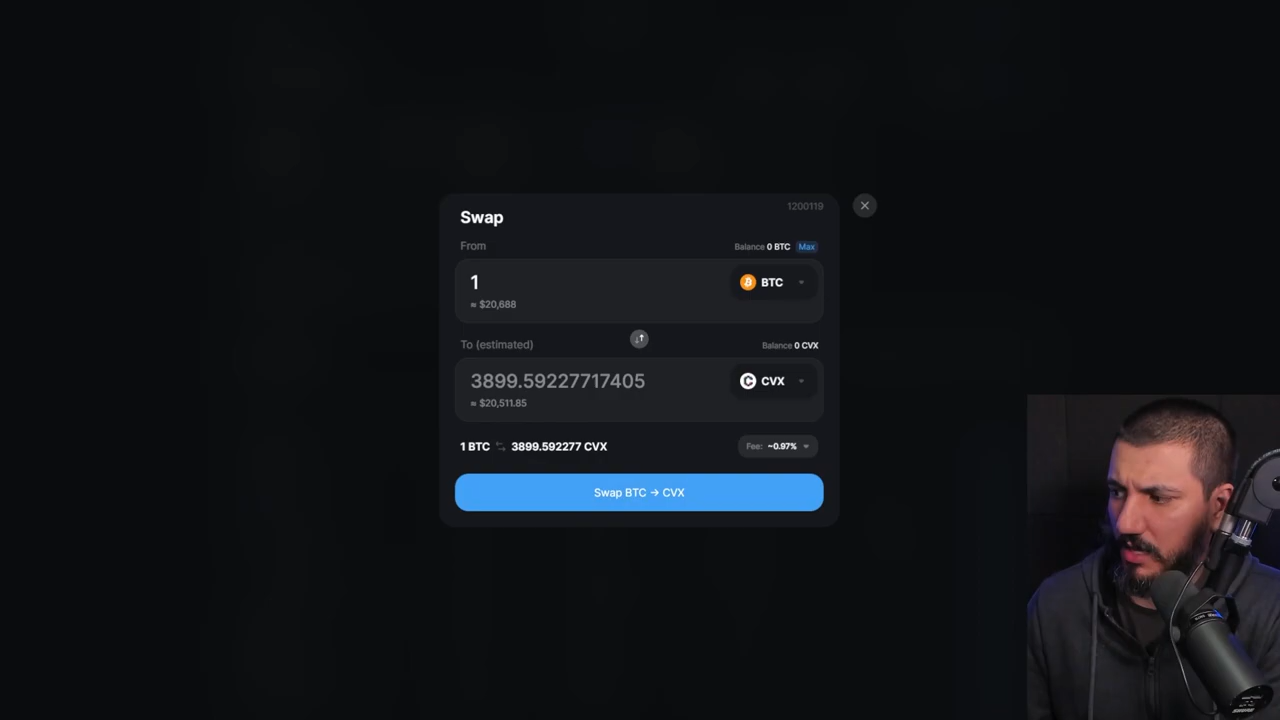 1200119
Swap
From Balance 0 BTC Max
1 BTC
≈ $20,688
To (estimated) Balance 0 CVX
3899.59227717405 CVX
≈ $20,511.85
1 BTC 3899.592277 CVX Fee: ~0.97%
Swap BTC → CVX